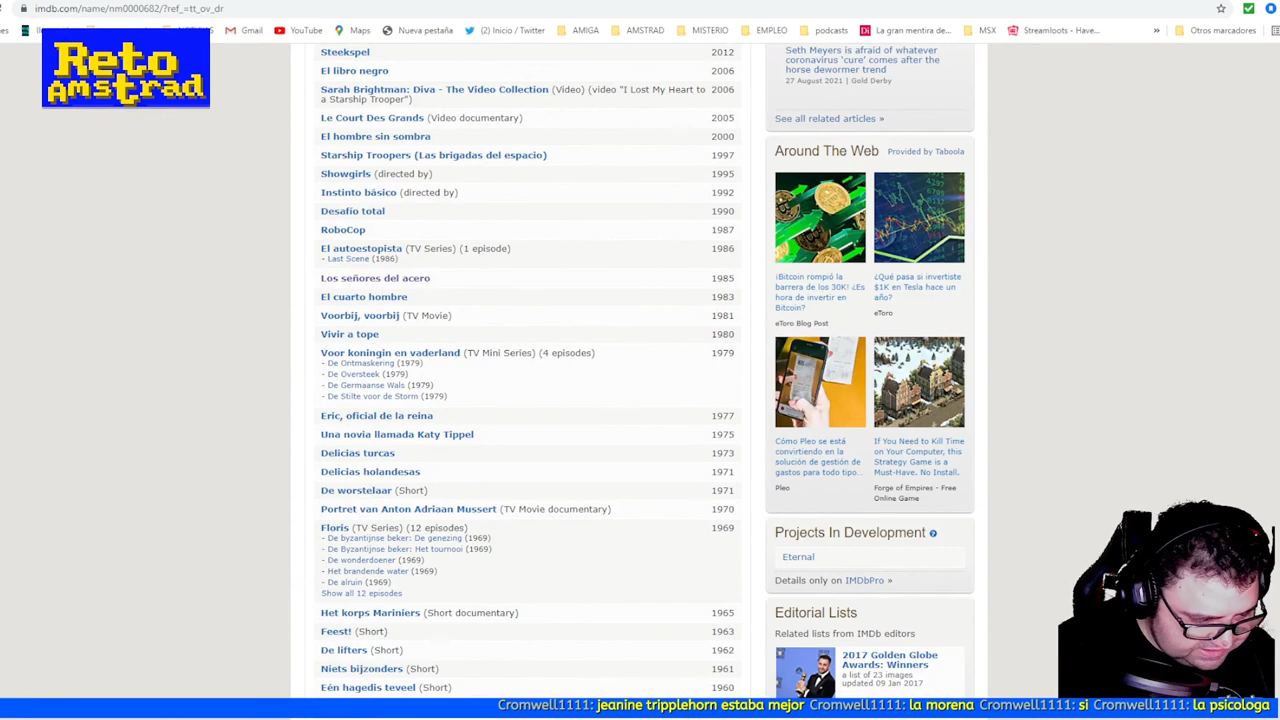 imdb.com/name/nm0000682/?ref_=tt_ov_dr
Gmail YouTube Maps Nueva pestaña (2) Inicio / Twitter AMIGA AMSTRAD MISTERIO EMPLEO podcasts La gran mentira de... MSX Streamloots - Have... » Otros marcadores
Reto
Amstrad
Steekspel 2012
El libro negro 2006
Sarah Brightman: Diva - The Video Collection (Video) (video "I Lost My Heart to 2006
a Starship Trooper")
Le Court Des Grands (Video documentary) 2005
El hombre sin sombra 2000
Starship Troopers (Las brigadas del espacio) 1997
Showgirls (directed by) 1995
Instinto básico (directed by) 1992
Desafío total 1990
RoboCop 1987
El autoestopista (TV Series) (1 episode) 1986
- Last Scene (1986)
Los señores del acero 1985
El cuarto hombre 1983
Voorbij, voorbij (TV Movie) 1981
Vivir a tope 1980
Voor koningin en vaderland (TV Mini Series) (4 episodes) 1979
- De Ontmaskering (1979)
- De Oversteek (1979)
- De Germaanse Wals (1979)
- De Stilte voor de Storm (1979)
Eric, oficial de la reina 1977
Una novia llamada Katy Tippel 1975
Delicias turcas 1973
Delicias holandesas 1971
De worstelaar (Short) 1971
Portret van Anton Adriaan Mussert (TV Movie documentary) 1970
Floris (TV Series) (12 episodes) 1969
- De byzantijnse beker: De genezing (1969)
- De Byzantijnse beker: Het tournooi (1969)
- De wonderdoener (1969)
- Het brandende water (1969)
- De alruin (1969)
Show all 12 episodes
Het korps Mariniers (Short documentary) 1965
Feest! (Short) 1963
De lifters (Short) 1962
Niets bijzonders (Short) 1961
Eén hagedis teveel (Short) 1960
Seth Meyers is afraid of whatever
coronavirus 'cure' comes after the
horse dewormer trend
27 August 2021 | Gold Derby
See all related articles »
Around The Web Provided by Taboola
¡Bitcoin rompió la
barrera de los 30K! ¿Es
hora de invertir en
Bitcoin?
eToro Blog Post
¿Qué pasa si invertiste
$1K en Tesla hace un
año?
eToro
Cómo Pleo se está
convirtiendo en la
solución de gestión de
gastos para todo tipo...
Pleo
If You Need to Kill Time
on Your Computer, this
Strategy Game is a
Must-Have. No Install.
Forge of Empires - Free
Online Game
Projects In Development ?
Eternal
Details only on IMDbPro »
Editorial Lists
Related lists from IMDb editors
2017 Golden Globe
Awards: Winners
a list of 23 images
updated 09 Jan 2017
Cromwell1111: jeanine tripplehorn estaba mejor Cromwell1111: la morena Cromwell1111: si Cromwell1111: la psicologa